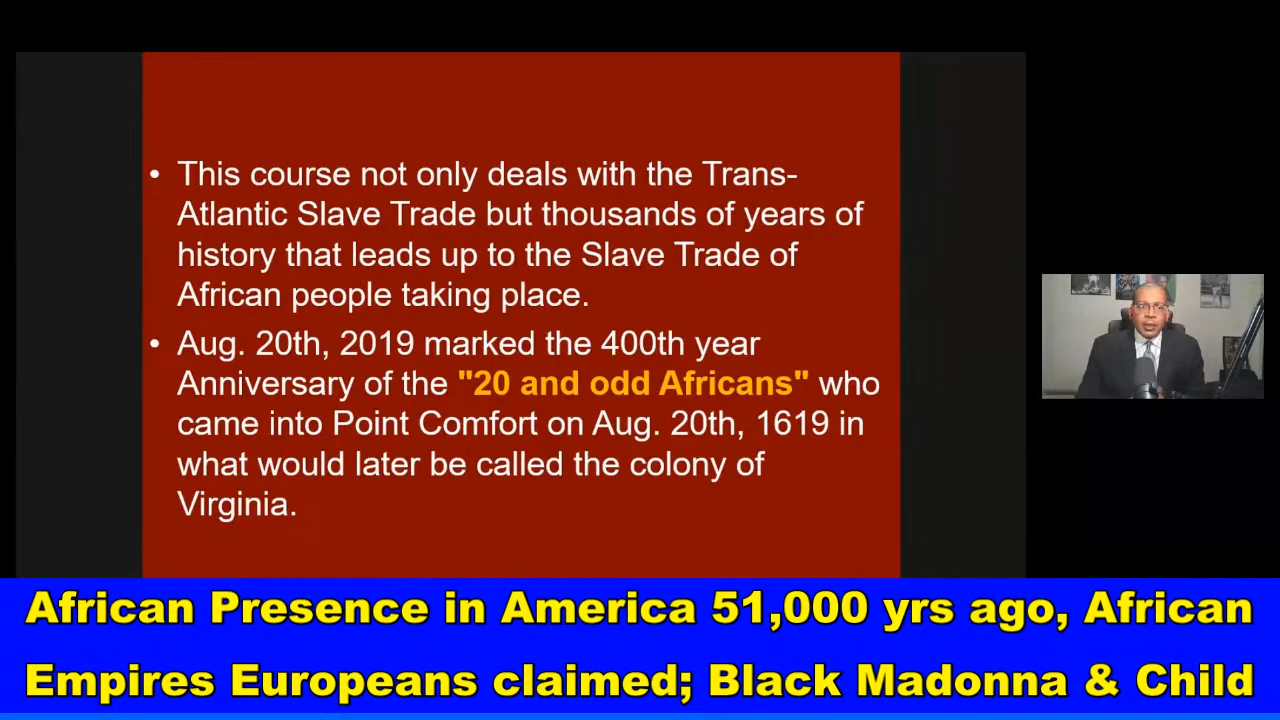 • This course not only deals with the Trans-
Atlantic Slave Trade but thousands of years of
history that leads up to the Slave Trade of
African people taking place.
• Aug. 20th, 2019 marked the 400th year
Anniversary of the "20 and odd Africans" who
came into Point Comfort on Aug. 20th, 1619 in
what would later be called the colony of
Virginia.
African Presence in America 51,000 yrs ago, African
Empires Europeans claimed; Black Madonna & Child